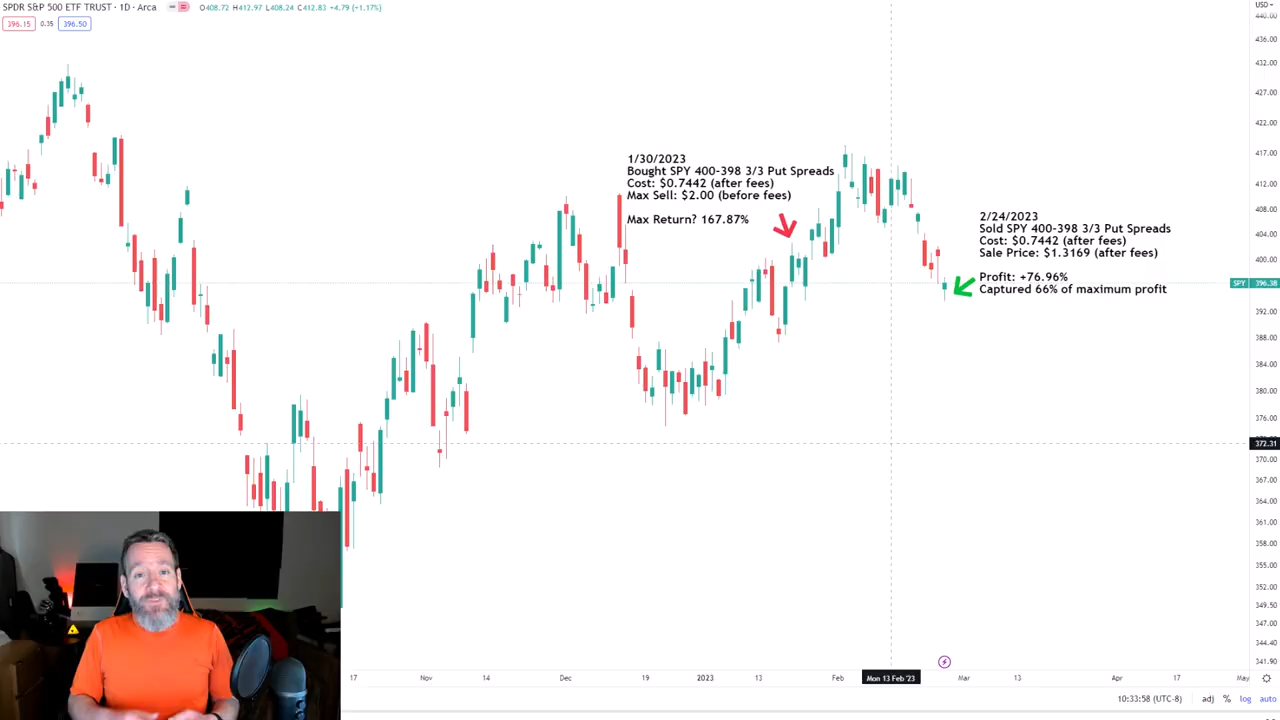 SPDR S&P 500 ETF TRUST · 1D · Arca O408.72 H412.97 L408.24 C412.83 +4.79 (+1.17%)
396.15 0.35 396.50
USD
440.00
436.00
432.00
427.00
422.00
417.00
412.00
408.00
404.00
400.00
SPY 396.38
392.00
388.00
384.00
380.00
376.00
372.31
370.00
367.00
364.00
361.00
358.00
355.00
352.00
349.50
347.00
344.30
341.90
1/30/2023
Bought SPY 400-398 3/3 Put Spreads
Cost: $0.7442 (after fees)
Max Sell: $2.00 (before fees)
Max Return? 167.87%
2/24/2023
Sold SPY 400-398 3/3 Put Spreads
Cost: $0.7442 (after fees)
Sale Price: $1.3169 (after fees)
Profit: +76.96%
Captured 66% of maximum profit
17 Nov 14 Dec 19 2023 13 Feb Mon 13 Feb '23 Mar 13 Apr 17 May
10:33:58 (UTC-8) adj % log auto